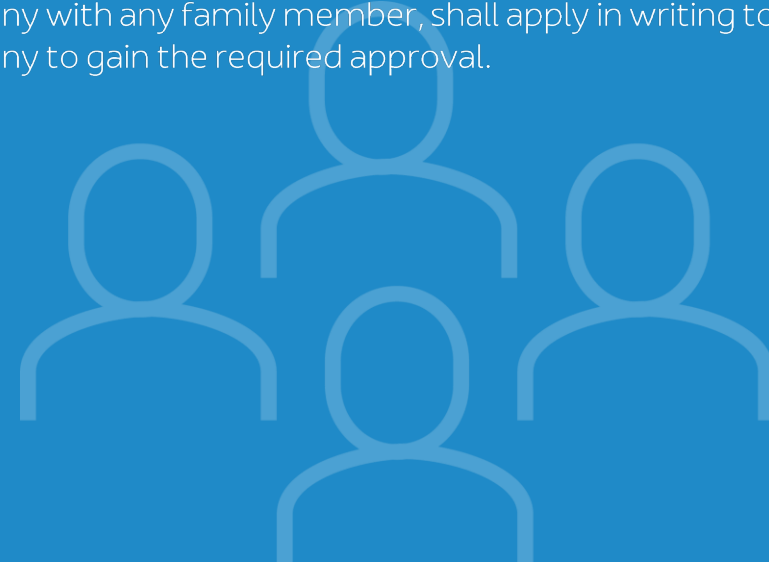 ny with any family member, shall apply in writing to
ny to gain the required approval.